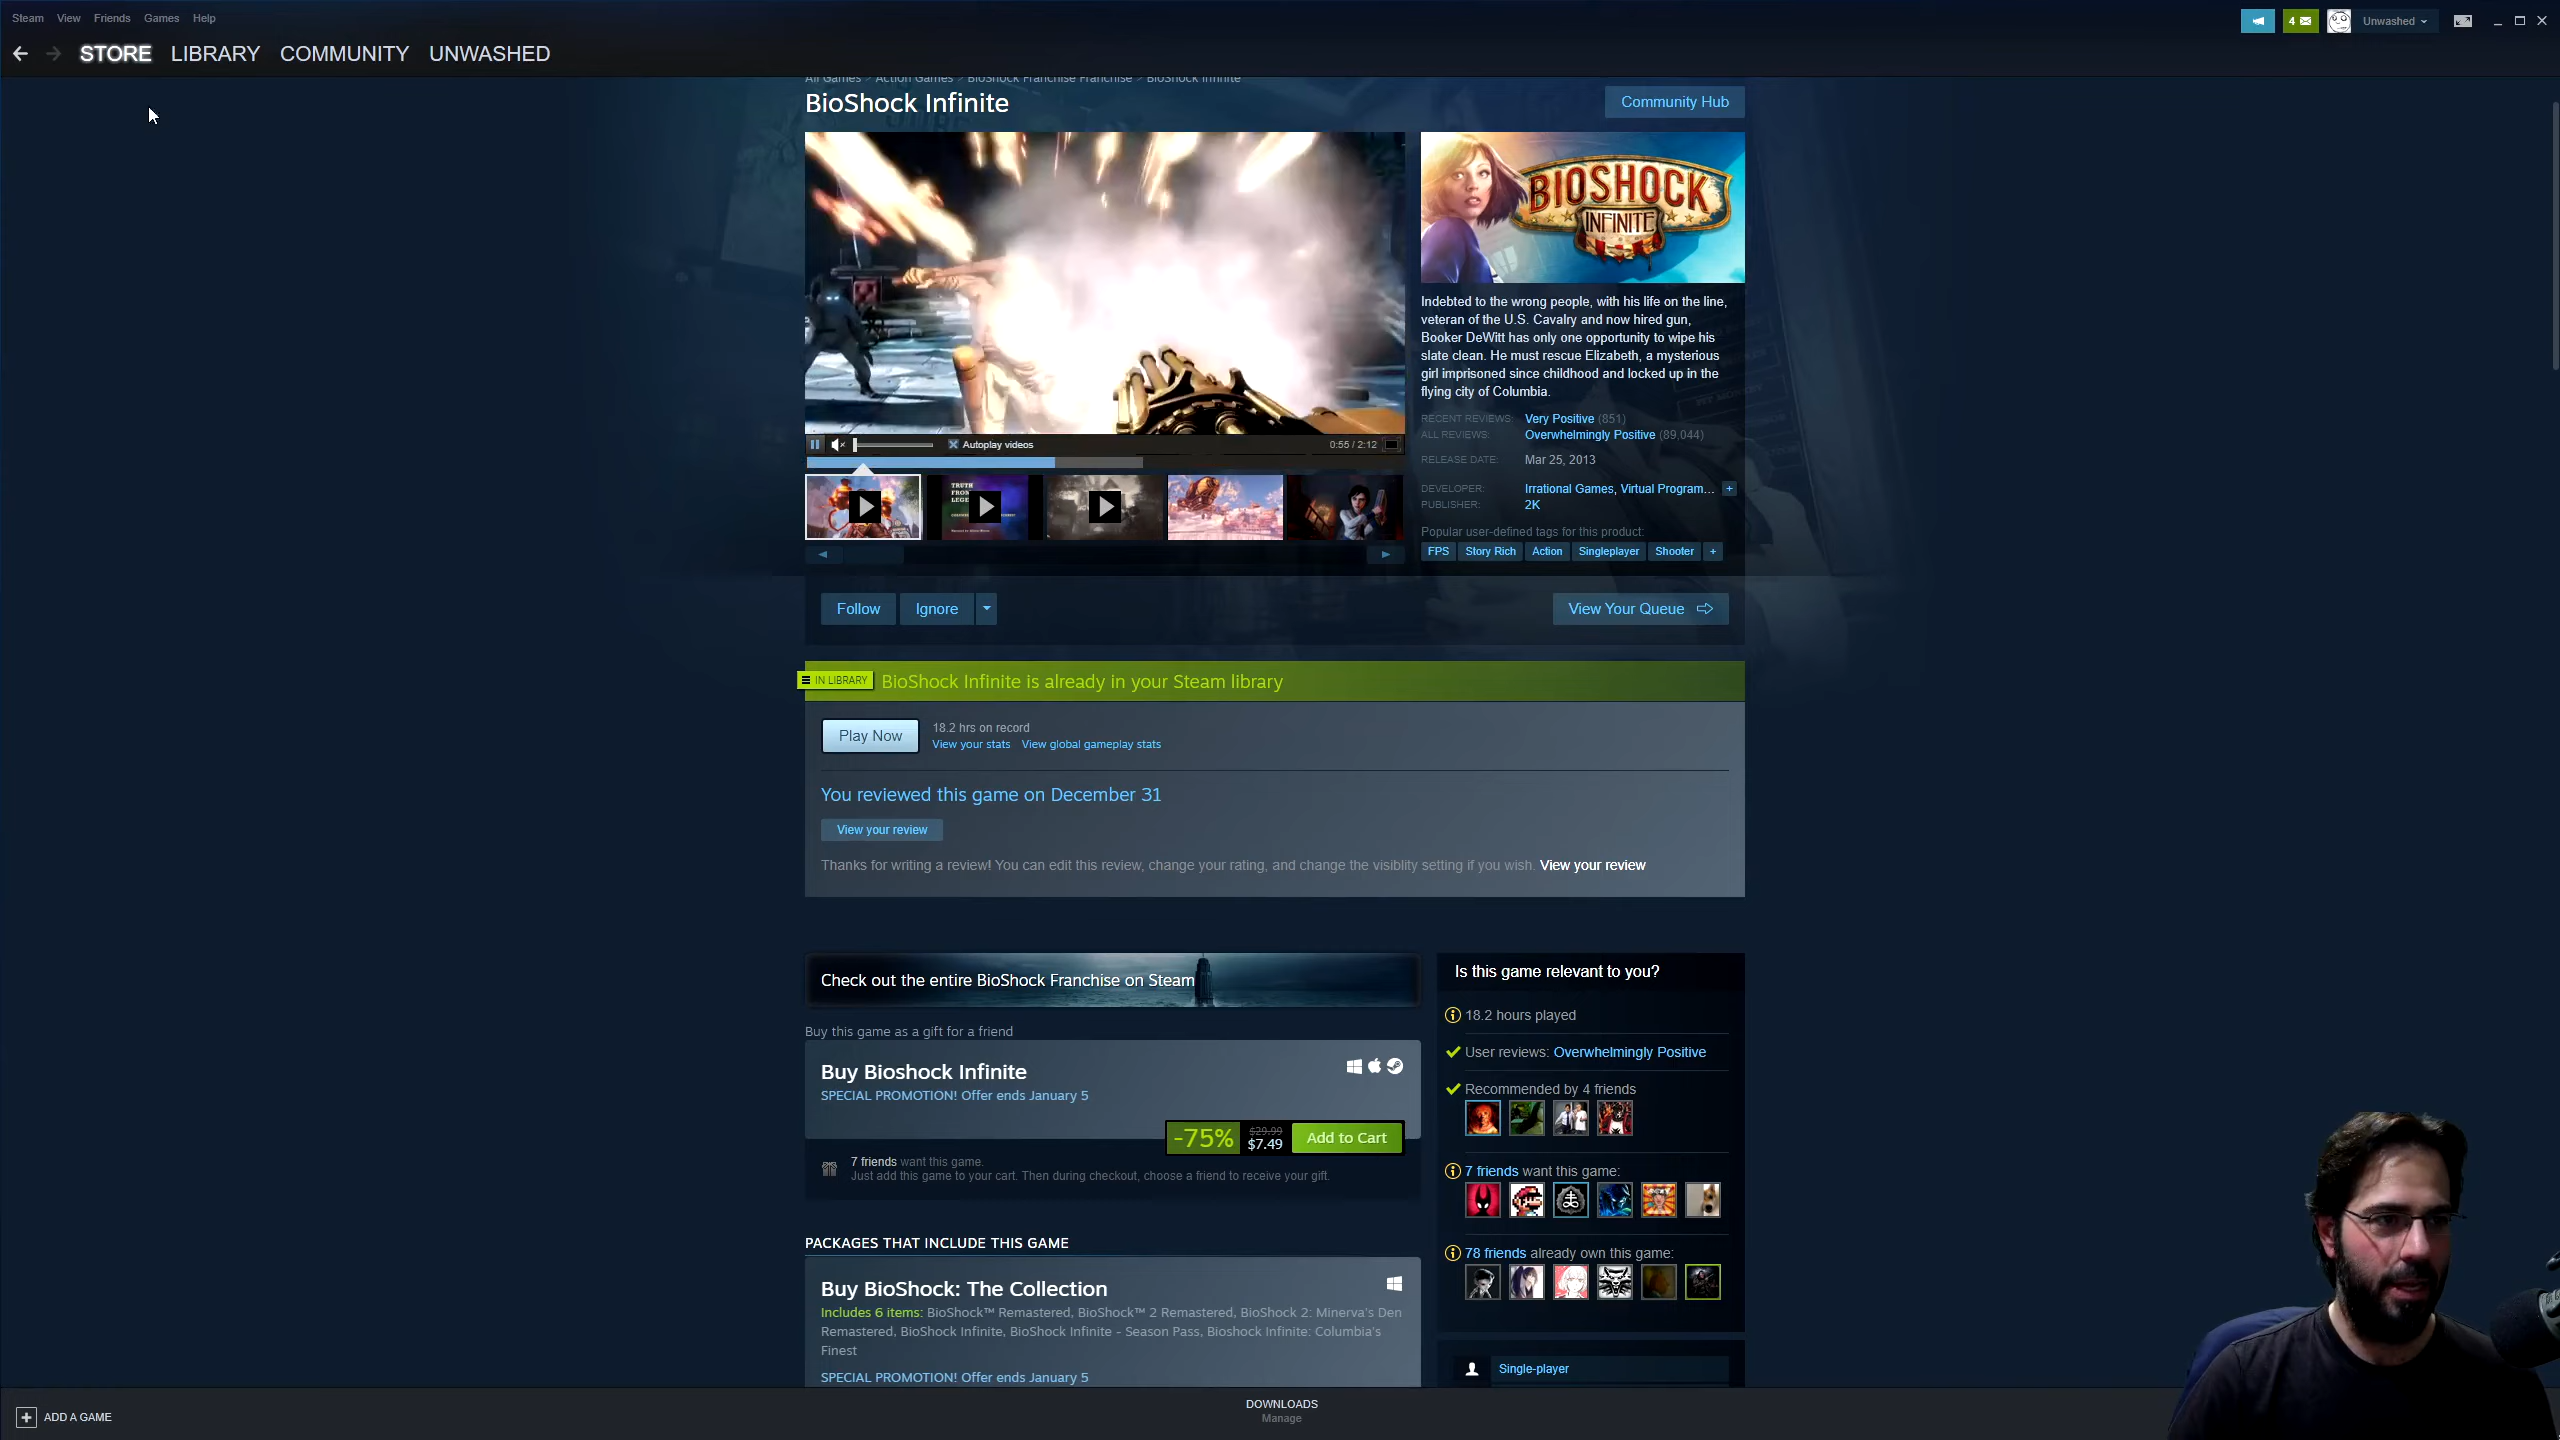 Steam View Friends Games Help
4 Unwashed
STORE LIBRARY COMMUNITY UNWASHED
All Games > Action Games > BioShock Franchise Franchise > BioShock Infinite
BioShock Infinite
Community Hub
BIOSHOCK
INFINITE
Indebted to the wrong people, with his life on the line,
veteran of the U.S. Cavalry and now hired gun,
Booker DeWitt has only one opportunity to wipe his
slate clean. He must rescue Elizabeth, a mysterious
girl imprisoned since childhood and locked up in the
flying city of Columbia.
RECENT REVIEWS: Very Positive (851)
ALL REVIEWS: Overwhelmingly Positive (89,044)
RELEASE DATE: Mar 25, 2013
DEVELOPER: Irrational Games, Virtual Program... +
PUBLISHER: 2K
Popular user-defined tags for this product:
FPS Story Rich Action Singleplayer Shooter +
Autoplay videos 0:55 / 2:12
TRUTH
FROM
Follow Ignore
View Your Queue
IN LIBRARY BioShock Infinite is already in your Steam library
Play Now
18.2 hrs on record
View your stats View global gameplay stats
You reviewed this game on December 31
View your review
Thanks for writing a review! You can edit this review, change your rating, and change the visiblity setting if you wish. View your review
Check out the entire BioShock Franchise on Steam
Buy this game as a gift for a friend
Buy Bioshock Infinite
SPECIAL PROMOTION! Offer ends January 5
-75% $29.99 $7.49 Add to Cart
7 friends want this game.
Just add this game to your cart. Then during checkout, choose a friend to receive your gift.
PACKAGES THAT INCLUDE THIS GAME
Buy BioShock: The Collection
Includes 6 items: BioShock™ Remastered, BioShock™ 2 Remastered, BioShock 2: Minerva's Den
Remastered, BioShock Infinite, BioShock Infinite - Season Pass, Bioshock Infinite: Columbia's
Finest
SPECIAL PROMOTION! Offer ends January 5
Is this game relevant to you?
18.2 hours played
User reviews: Overwhelmingly Positive
Recommended by 4 friends
7 friends want this game:
78 friends already own this game:
Single-player
+ ADD A GAME
DOWNLOADS
Manage